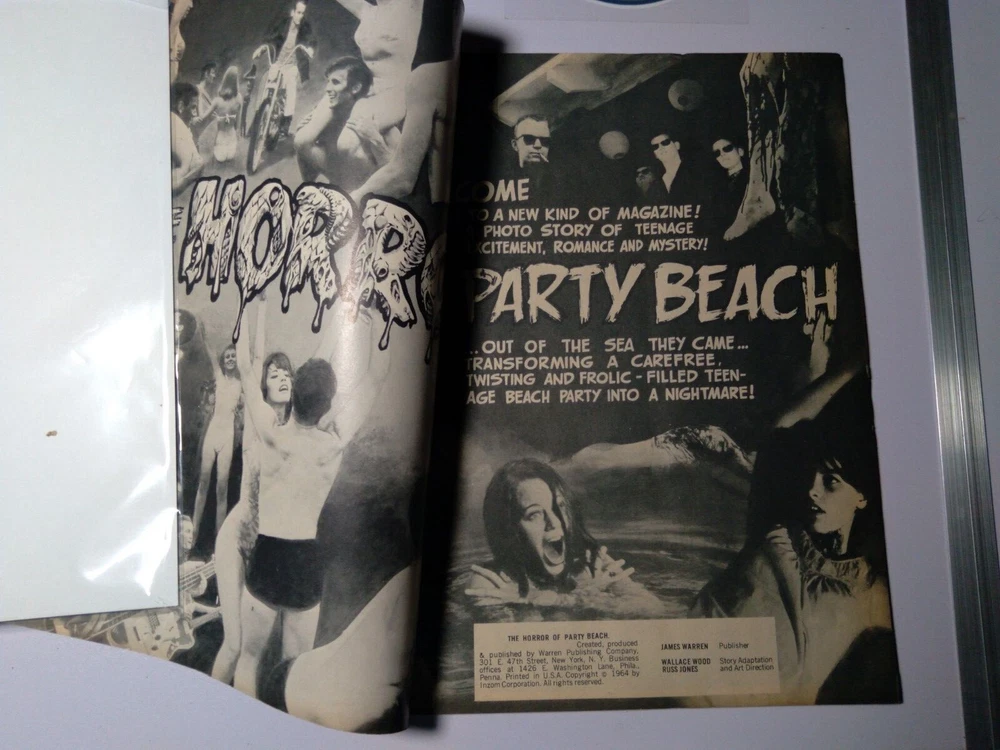 HORR
COME
TO A NEW KIND OF MAGAZINE!
PHOTO STORY OF TEENAGE
XCITEMENT, ROMANCE AND MYSTERY!
PARTY BEACH
...OUT OF THE SEA THEY CAME...
TRANSFORMING A CAREFREE,
TWISTING AND FROLIC-FILLED TEEN-
AGE BEACH PARTY INTO A NIGHTMARE!
THE HORROR OF PARTY BEACH.
Created, produced
& published by Warren Publishing Company,
301 E. 47th Street, New York, N. Y. Business
offices at 1426 E. Washington Lane, Phila.,
Penna. Printed in U.S.A. Copyright © 1964 by
Inzom Corporation. All rights reserved.
JAMES WARREN Publisher
WALLACE WOOD Story Adaptation
RUSS JONES and Art Direction